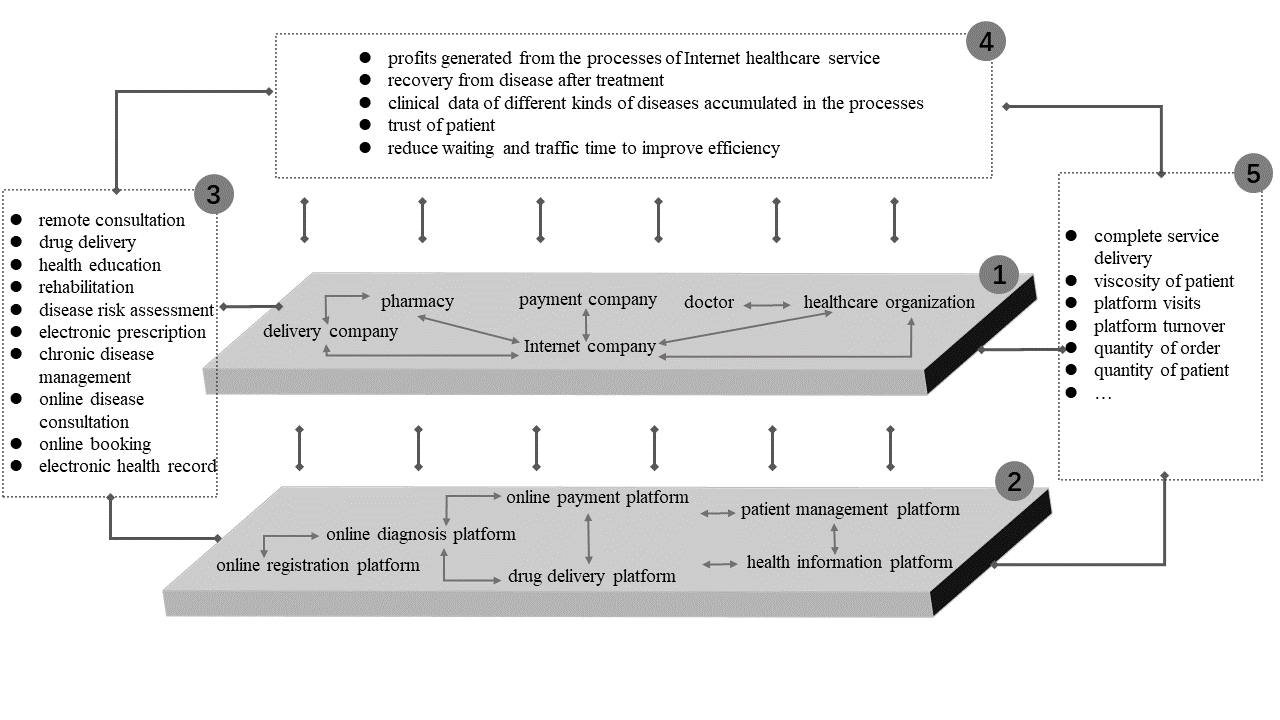 4
● profits generated from the processes of Internet healthcare service
● recovery from disease after treatment
● clinical data of different kinds of diseases accumulated in the processes
● trust of patient
● reduce waiting and traffic time to improve efficiency
3
● remote consultation
● drug delivery
● health education
● rehabilitation
● disease risk assessment
● electronic prescription
● chronic disease
management
● online disease
consultation
● online booking
● electronic health record
1
pharmacy
payment company
doctor
healthcare organization
delivery company
Internet company
5
● complete service
delivery
● viscosity of patient
● platform visits
● platform turnover
● quantity of order
● quantity of patient
● …
2
online payment platform
patient management platform
online diagnosis platform
online registration platform
drug delivery platform
health information platform